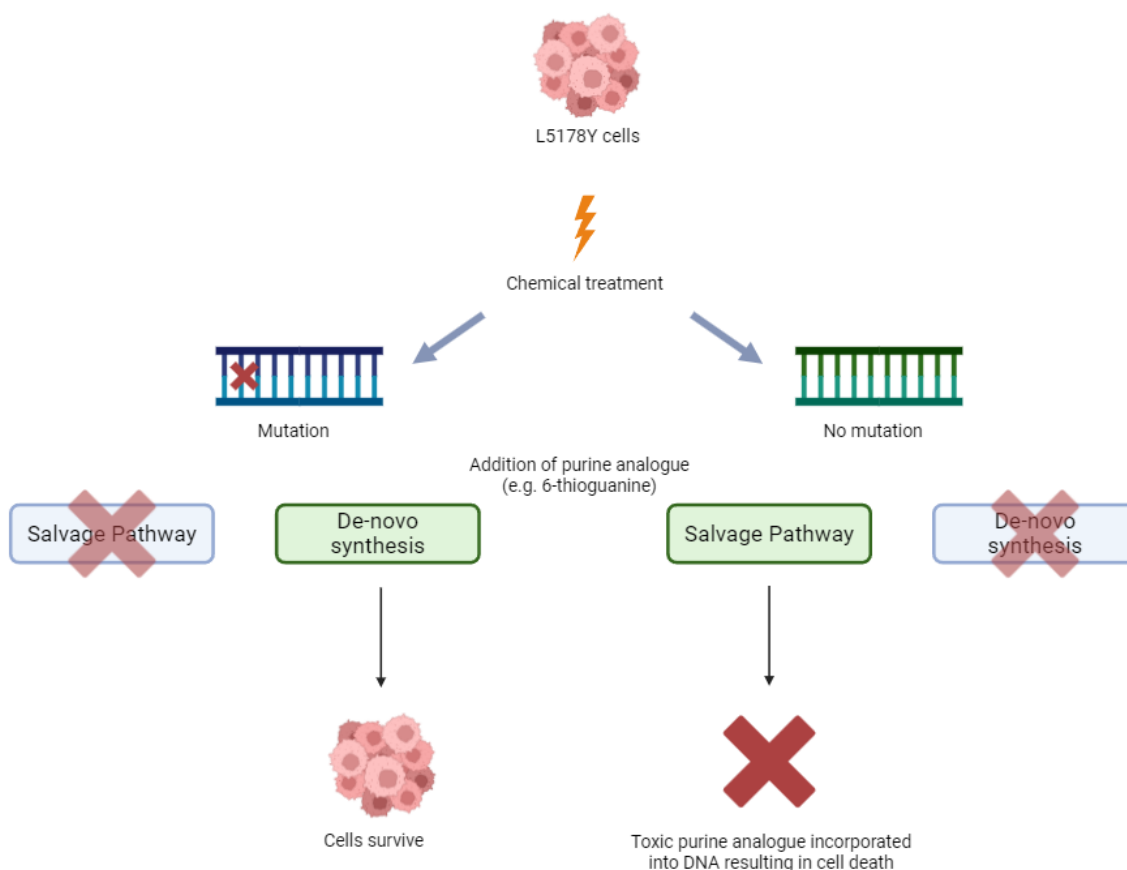 L5178Y cells
Chemical treatment
Mutation
No mutation
Addition of purine analogue
(e.g. 6-thioguanine)
Salvage Pathway
De-novo
synthesis
Salvage Pathway
De-novo
synthesis
Cells survive
Toxic purine analogue incorporated
into DNA resulting in cell death